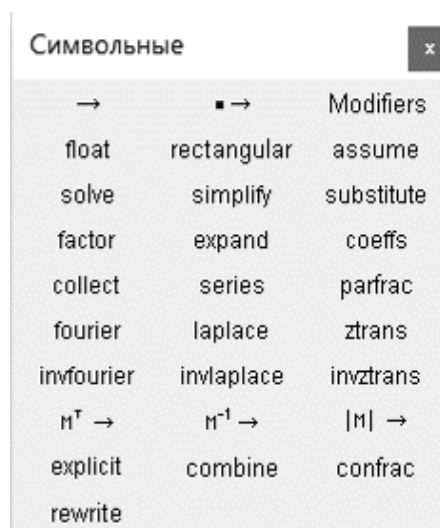 Символьные x
→ ▪ → Modifiers
float rectangular assume
solve simplify substitute
factor expand coeffs
collect series parfrac
fourier laplace ztrans
invfourier invlaplace invztrans
Mᵀ → M⁻¹ → |M| →
explicit combine confrac
rewrite